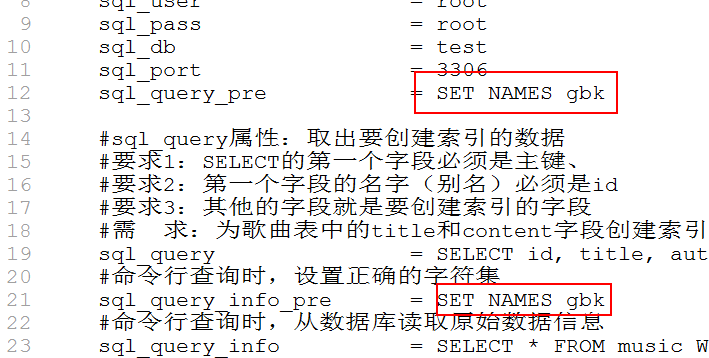 8 sql_user = root
9 sql_pass = root
10 sql_db = test
11 sql_port = 3306
12 sql_query_pre = SET NAMES gbk
13
14 #sql_query属性：取出要创建索引的数据
15 #要求1：SELECT的第一个字段必须是主键、
16 #要求2：第一个字段的名字（别名）必须是id
17 #要求3：其他的字段就是要创建索引的字段
18 #需　求：为歌曲表中的title和content字段创建索引
19 sql_query = SELECT id, title, aut
20 #命令行查询时，设置正确的字符集
21 sql_query_info_pre = SET NAMES gbk
22 #命令行查询时，从数据库读取原始数据信息
23 sql_query_info = SELECT * FROM music W